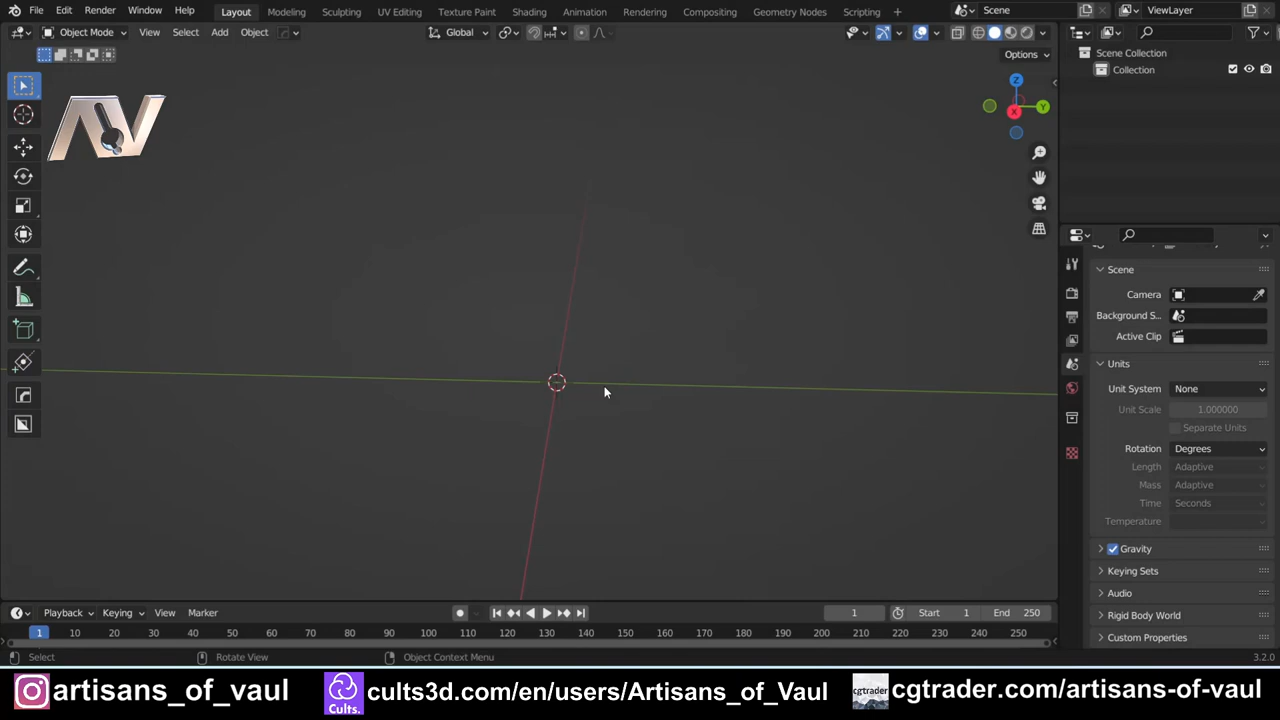 File Edit Render Window Help Layout Modeling Sculpting UV Editing Texture Paint Shading Animation Rendering Compositing Geometry Nodes Scripting + Scene ViewLayer
Object Mode View Select Add Object Global
Options
Scene Collection
Collection
X
Y
Z
AV
Scene
Camera
Background S...
Active Clip
Units
Unit System None
Unit Scale 1.000000
Separate Units
Rotation Degrees
Length Adaptive
Mass Adaptive
Time Seconds
Temperature
Gravity
Keying Sets
Audio
Rigid Body World
Custom Properties
Playback Keying View Marker 1 Start 1 End 250
1 10 20 30 40 50 60 70 80 90 100 110 120 130 140 150 160 170 180 190 200 210 220 230 240 250
Select Rotate View Object Context Menu 3.2.0
artisans_of_vaul Cults. cults3d.com/en/users/Artisans_of_Vaul cgtrader cgtrader.com/artisans-of-vaul